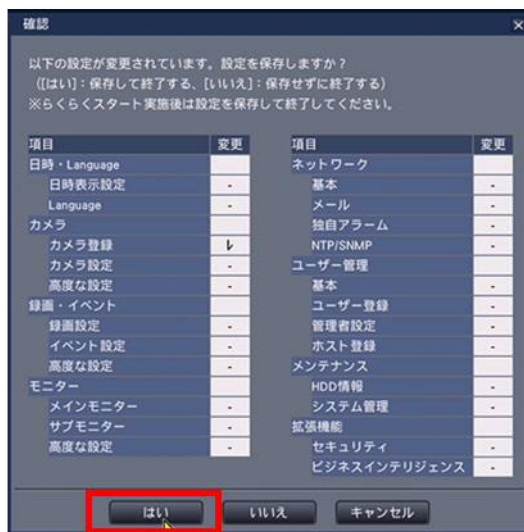 確認
以下の設定が変更されています。設定を保存しますか?
([はい]:保存して終了する、[いいえ]:保存せずに終了する)
※らくらくスタート実施後は設定を保存して終了してください。
項目 変更
日時・Language
日時表示設定 -
Language -
カメラ
カメラ登録 レ
カメラ設定 -
高度な設定 -
録画・イベント
録画設定 -
イベント設定 -
高度な設定 -
モニター
メインモニター -
サブモニター -
高度な設定 -
項目 変更
ネットワーク
基本 -
メール -
独自アラーム -
NTP/SNMP -
ユーザー管理
基本 -
ユーザー登録 -
管理者設定 -
ホスト登録 -
メンテナンス
HDD情報 -
システム管理 -
拡張機能
セキュリティ -
ビジネスインテリジェンス -
はい いいえ キャンセル